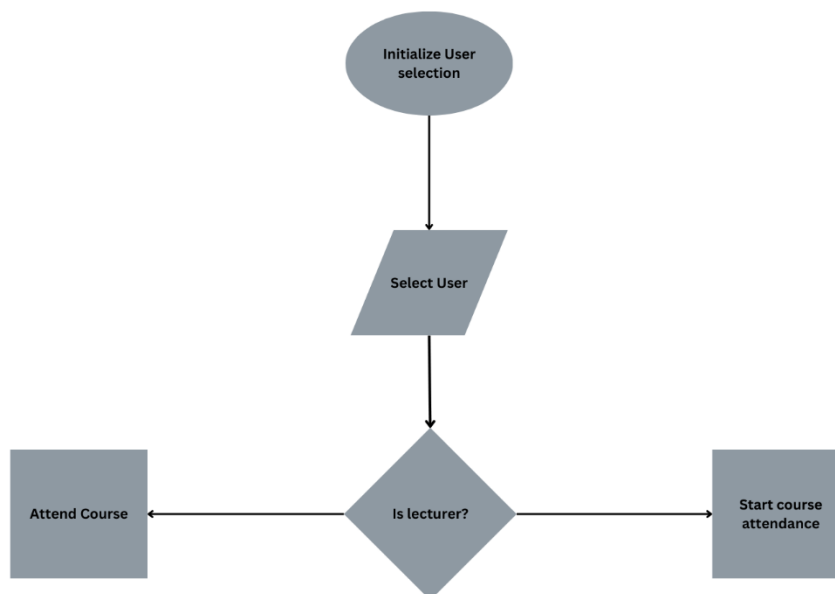 Initialize User
selection
Select User
Attend Course
Is lecturer?
Start course
attendance